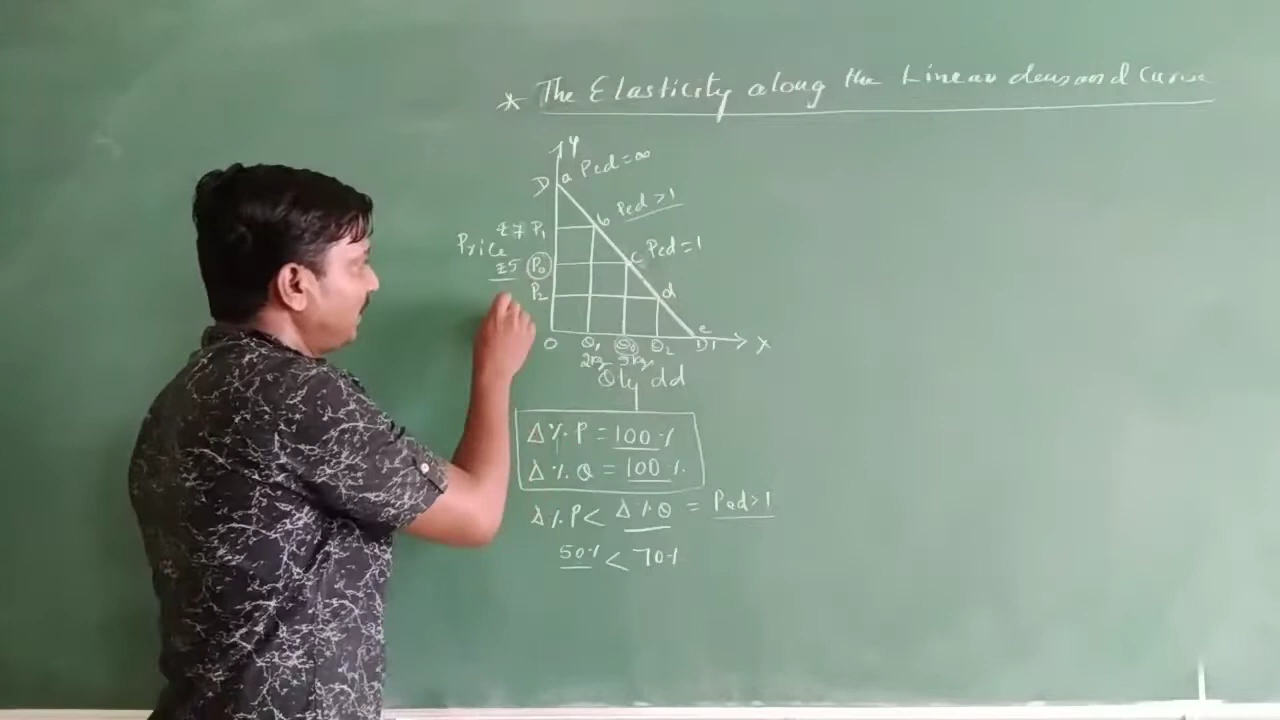 * The Elasticity along the Linear demand curve
Y
D a Ped = ∞
₹7 P₁ b Ped > 1
Price
₹5 P₀ c Ped = 1
P₂ d
e
O Q₁ Q₀ Q₂ D1 X
2kg 5kg
Qty dd
Δ % P = 100 %
Δ % Q = 100 %
Δ % P < Δ % Q = Ped > 1
50 % < 70 %